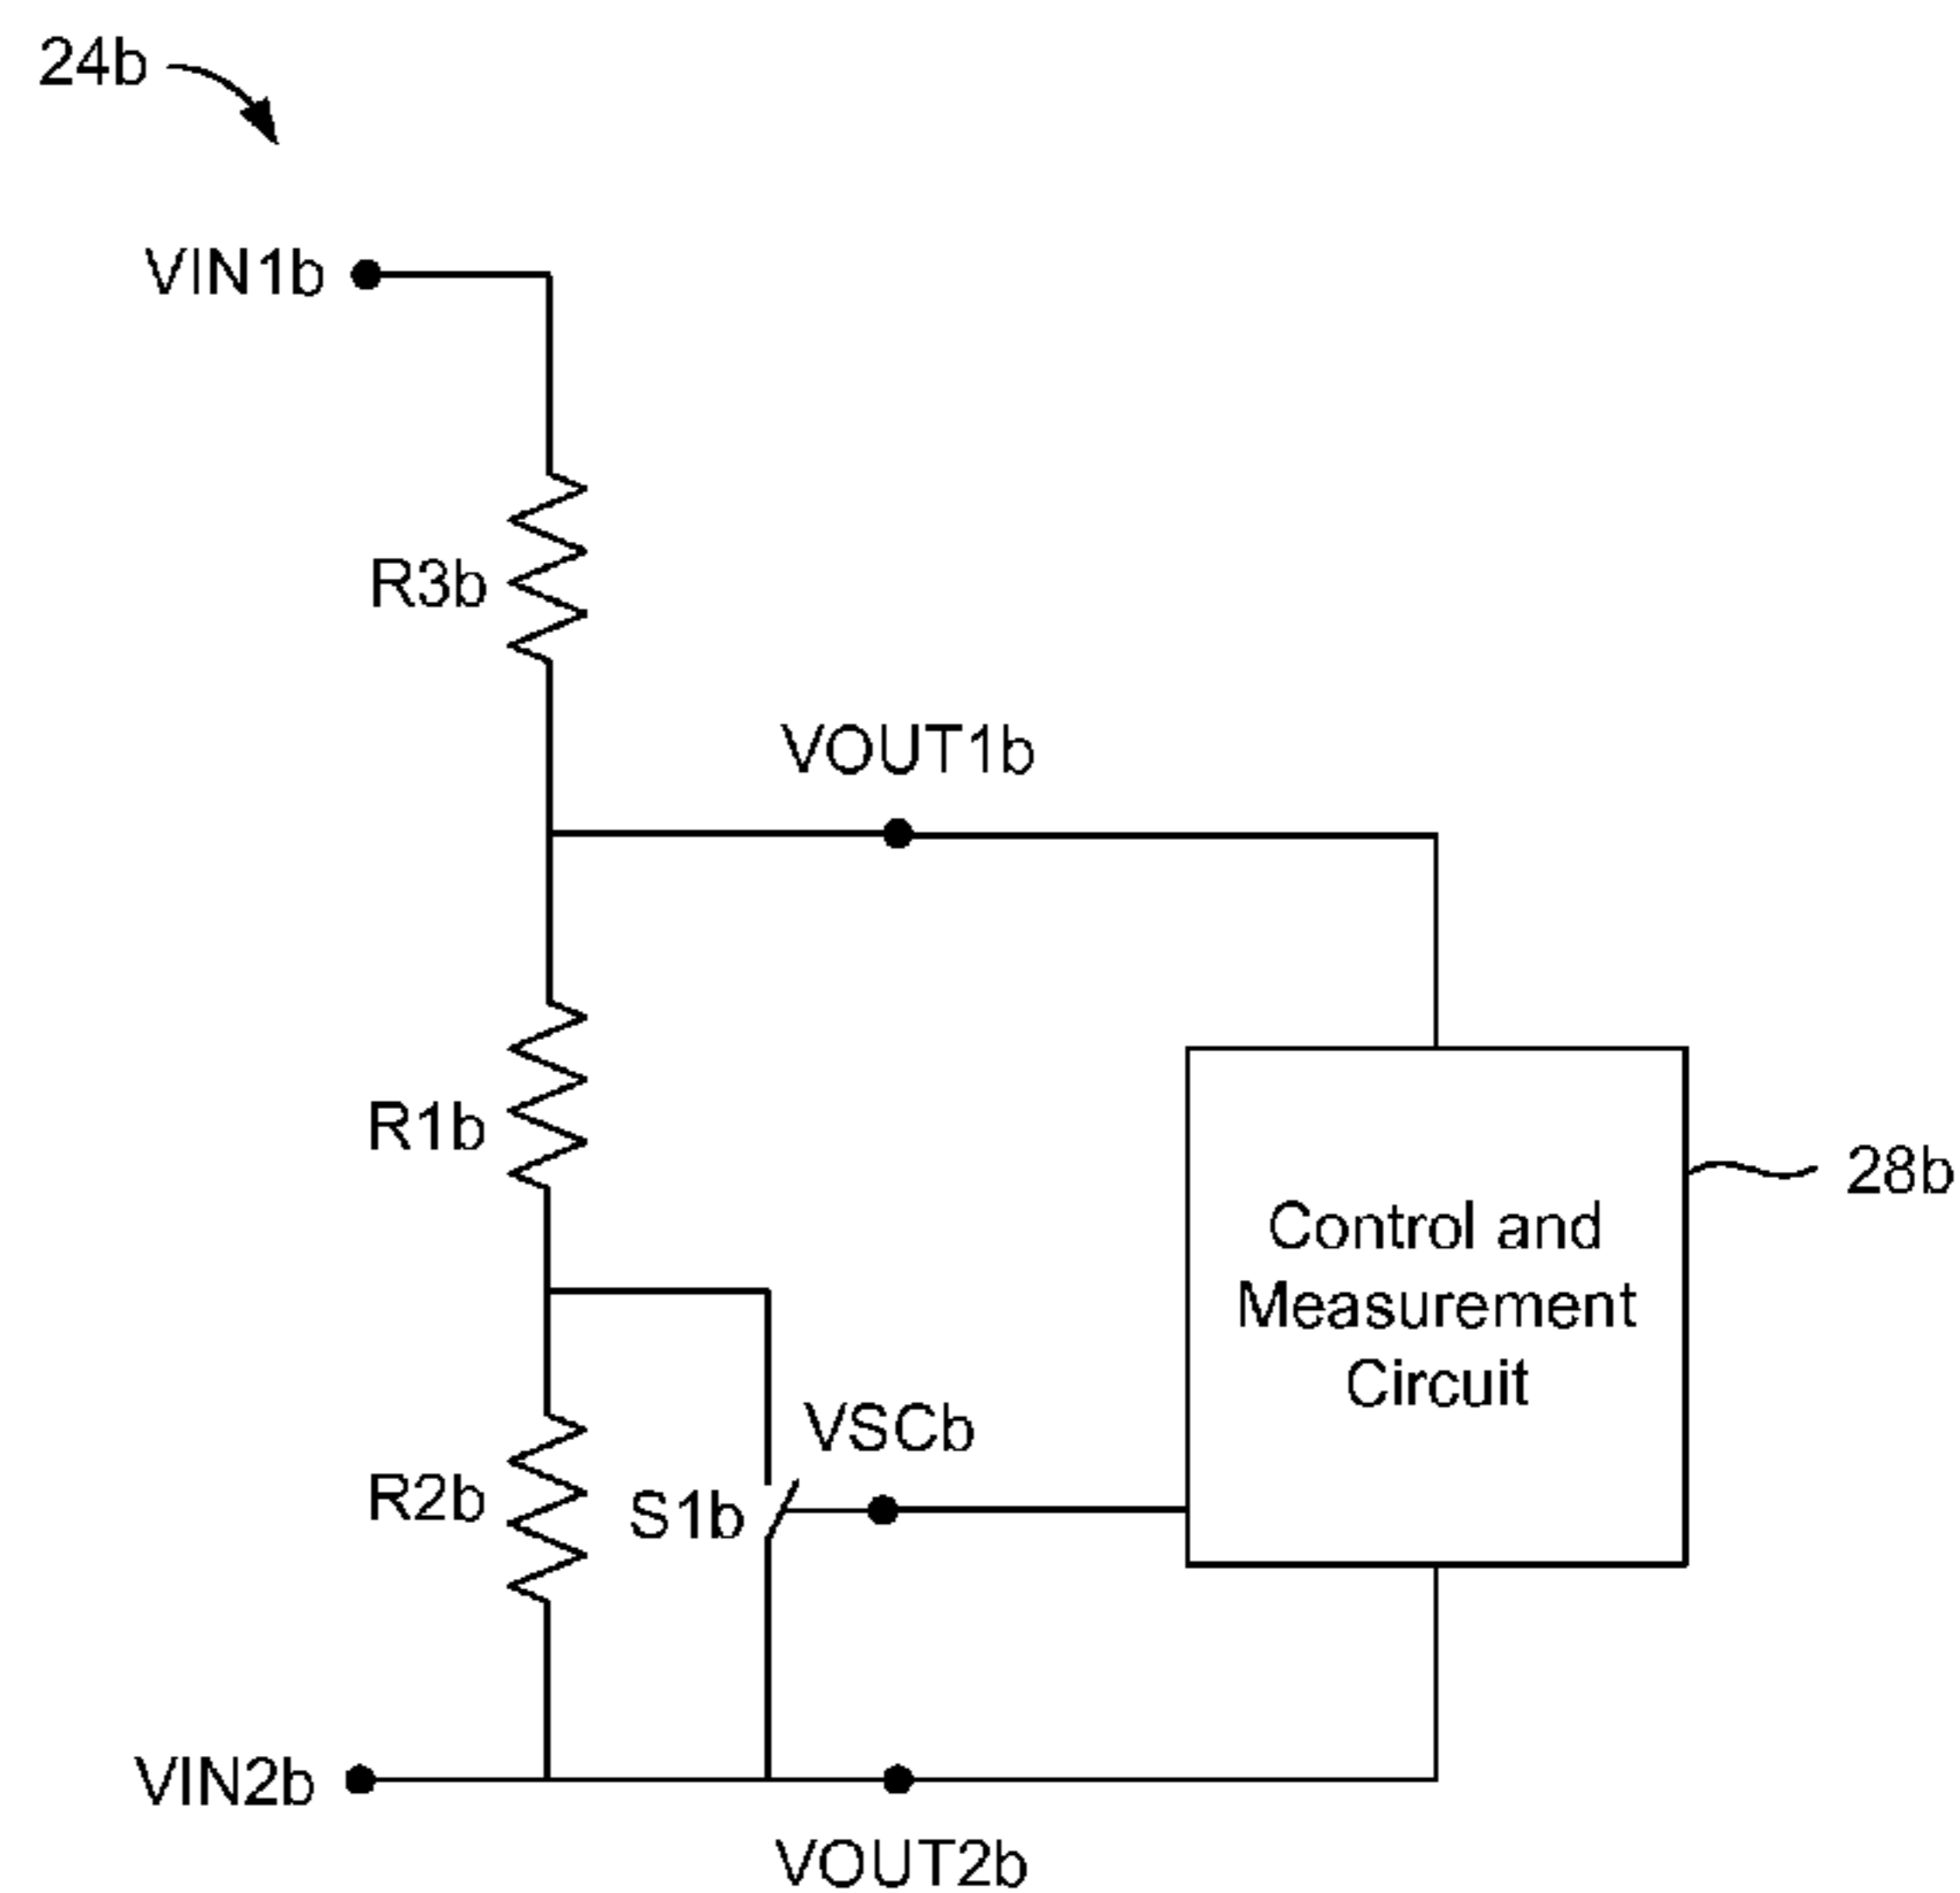 24b
VIN1b
R3b
VOUT1b
R1b
28b
Control and
Measurement
Circuit
VSCb
R2b
S1b
VIN2b
VOUT2b